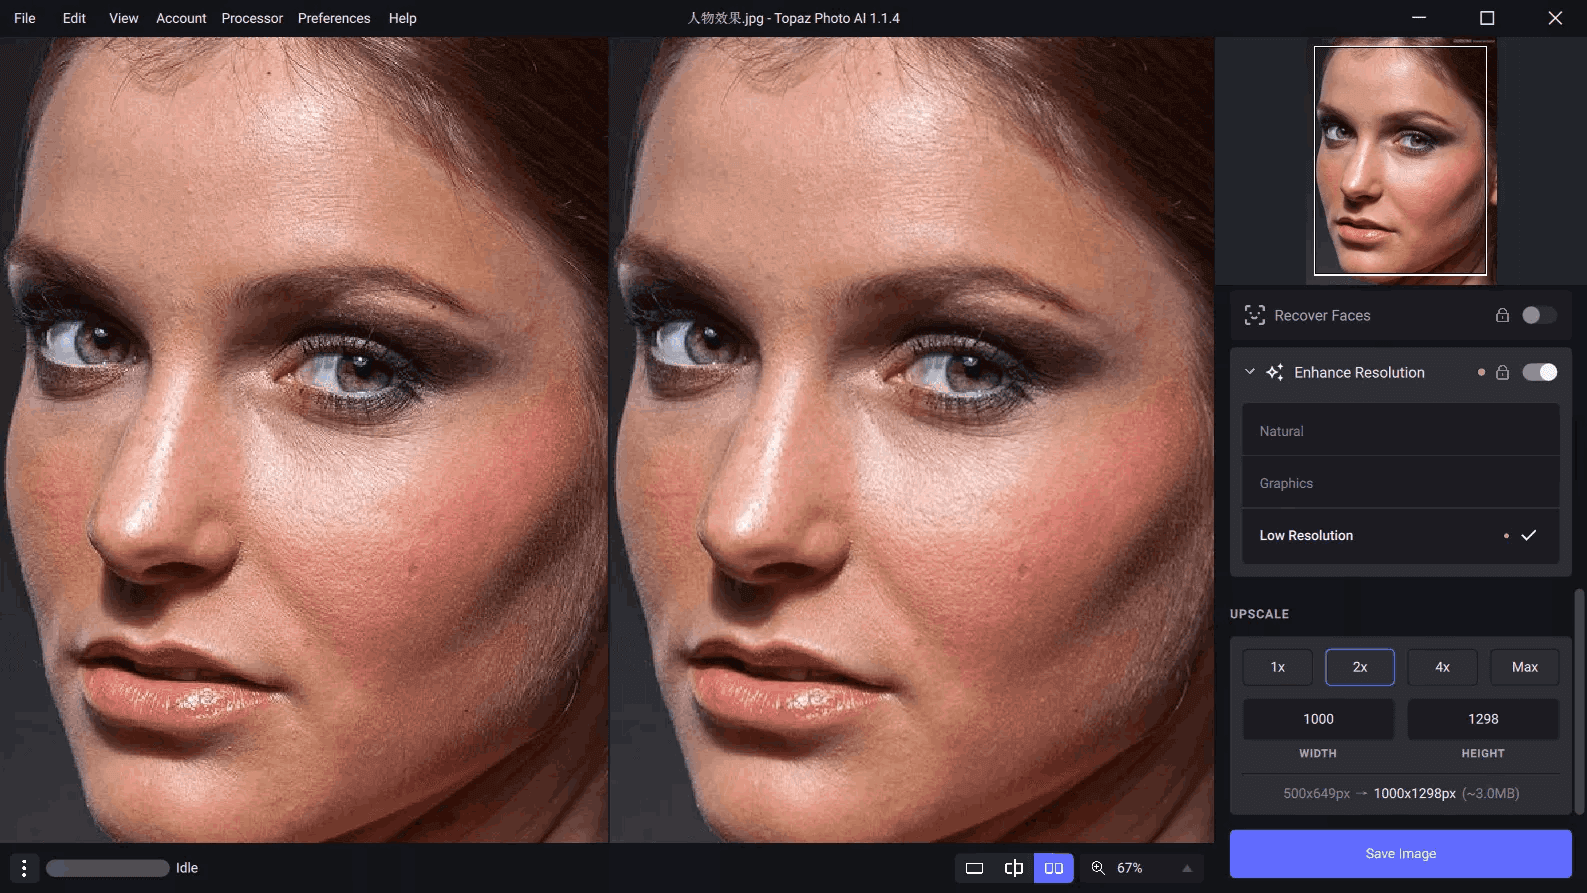 File Edit View Account Processor Preferences Help
人物效果.jpg - Topaz Photo AI 1.1.4
Recover Faces
Enhance Resolution
Natural
Graphics
Low Resolution
UPSCALE
1x 2x 4x Max
1000 1298
WIDTH HEIGHT
500x649px → 1000x1298px (~3.0MB)
Save Image
Idle
67%